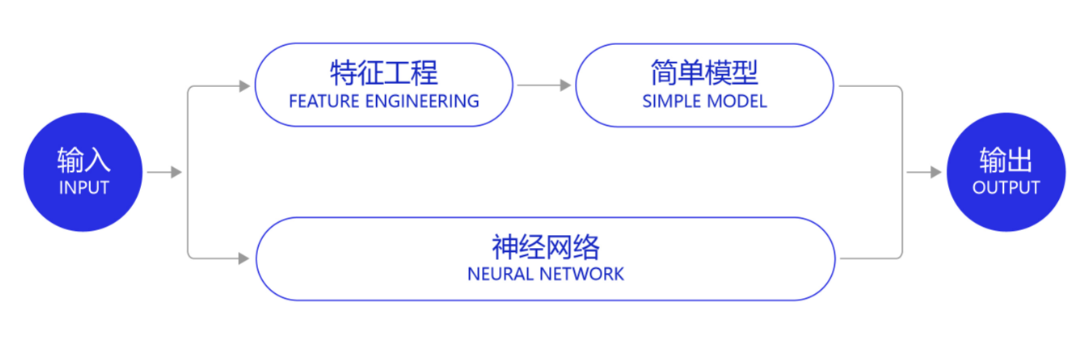 输入
INPUT
特征工程
FEATURE ENGINEERING
简单模型
SIMPLE MODEL
神经网络
NEURAL NETWORK
输出
OUTPUT